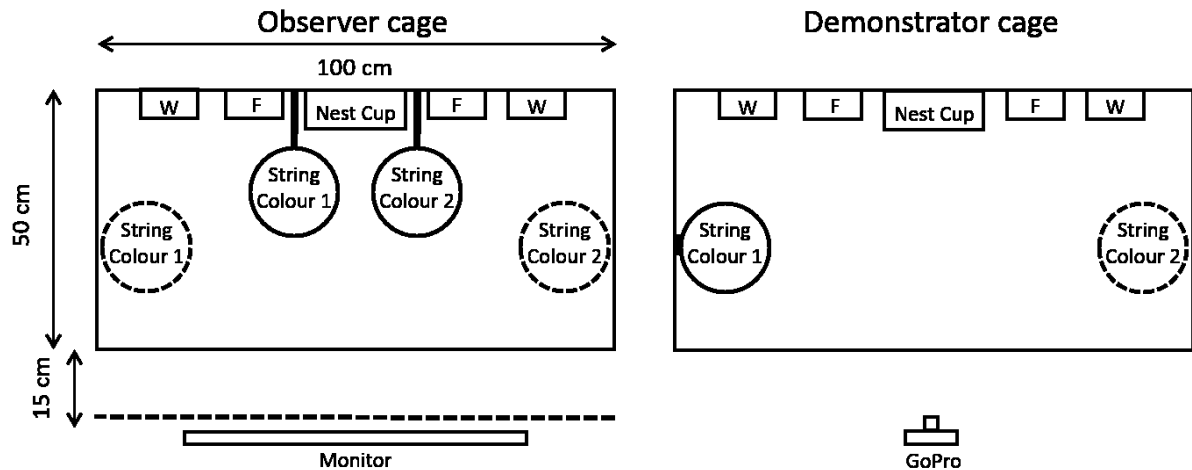 Observer cage
100 cm
W
F
Nest Cup
F
W
String
Colour 1
String
Colour 2
String
Colour 1
String
Colour 2
50 cm
15 cm
Monitor
Demonstrator cage
W
F
Nest Cup
F
W
String
Colour 1
String
Colour 2
GoPro